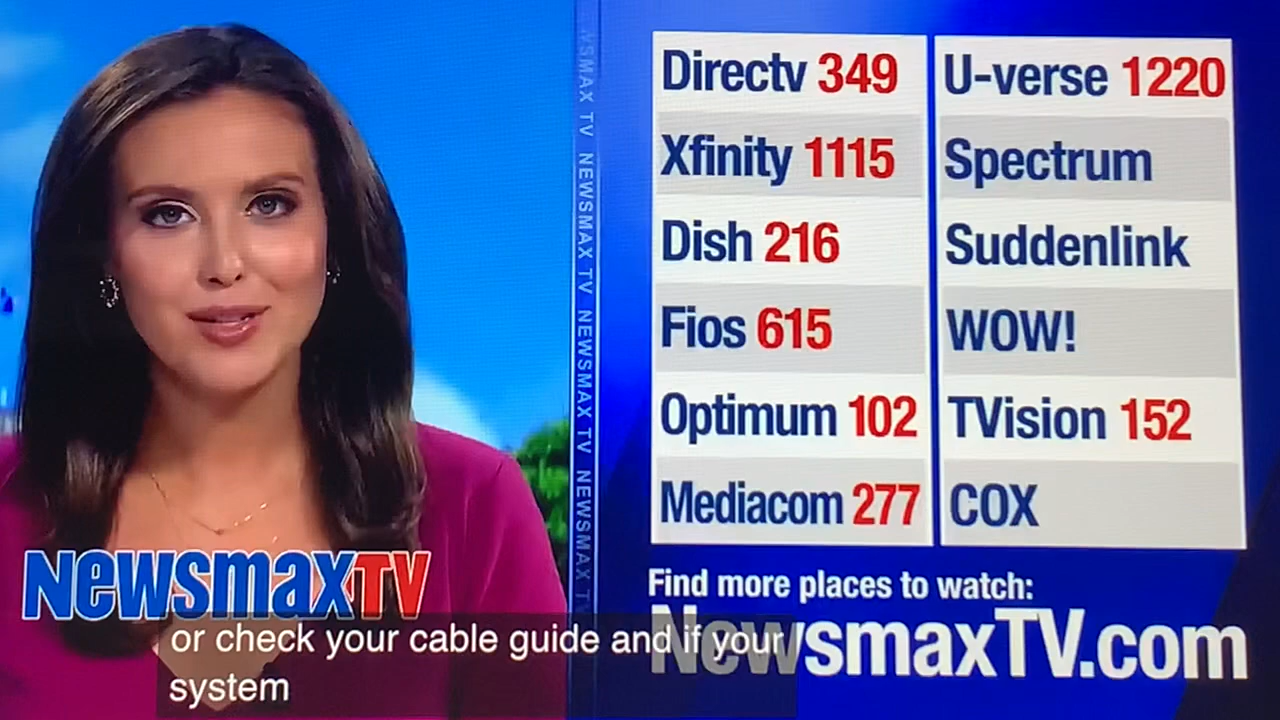 Directv 349
Xfinity 1115
Dish 216
Fios 615
Optimum 102
Mediacom 277
U-verse 1220
Spectrum
Suddenlink
WOW!
TVision 152
COX
Find more places to watch:
NewsmaxTV.com
NEWSMAX TV NEWSMAX TV NEWSMAX TV NEWSMAX TV
NewsmaxTV
or check your cable guide and if your
system